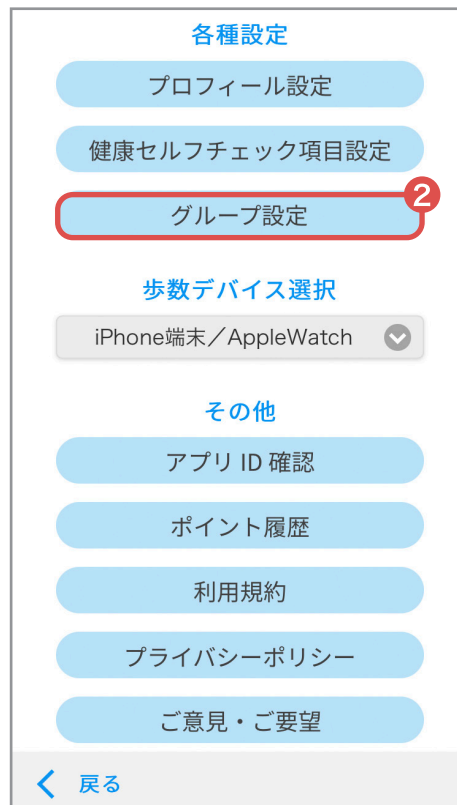 各種設定
プロフィール設定
健康セルフチェック項目設定
グループ設定
2
歩数デバイス選択
iPhone端末／AppleWatch
その他
アプリ ID 確認
ポイント履歴
利用規約
プライバシーポリシー
ご意見・ご要望
戻る